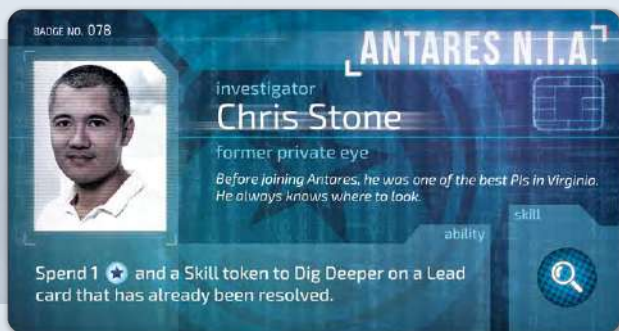 BADGE NO. 078
ANTARES N.I.A.
investigator
Chris Stone
former private eye
Before joining Antares, he was one of the best PIs in Virginia.
He always knows where to look.
skill
ability
Spend 1 and a Skill token to Dig Deeper on a Lead
card that has already been resolved.